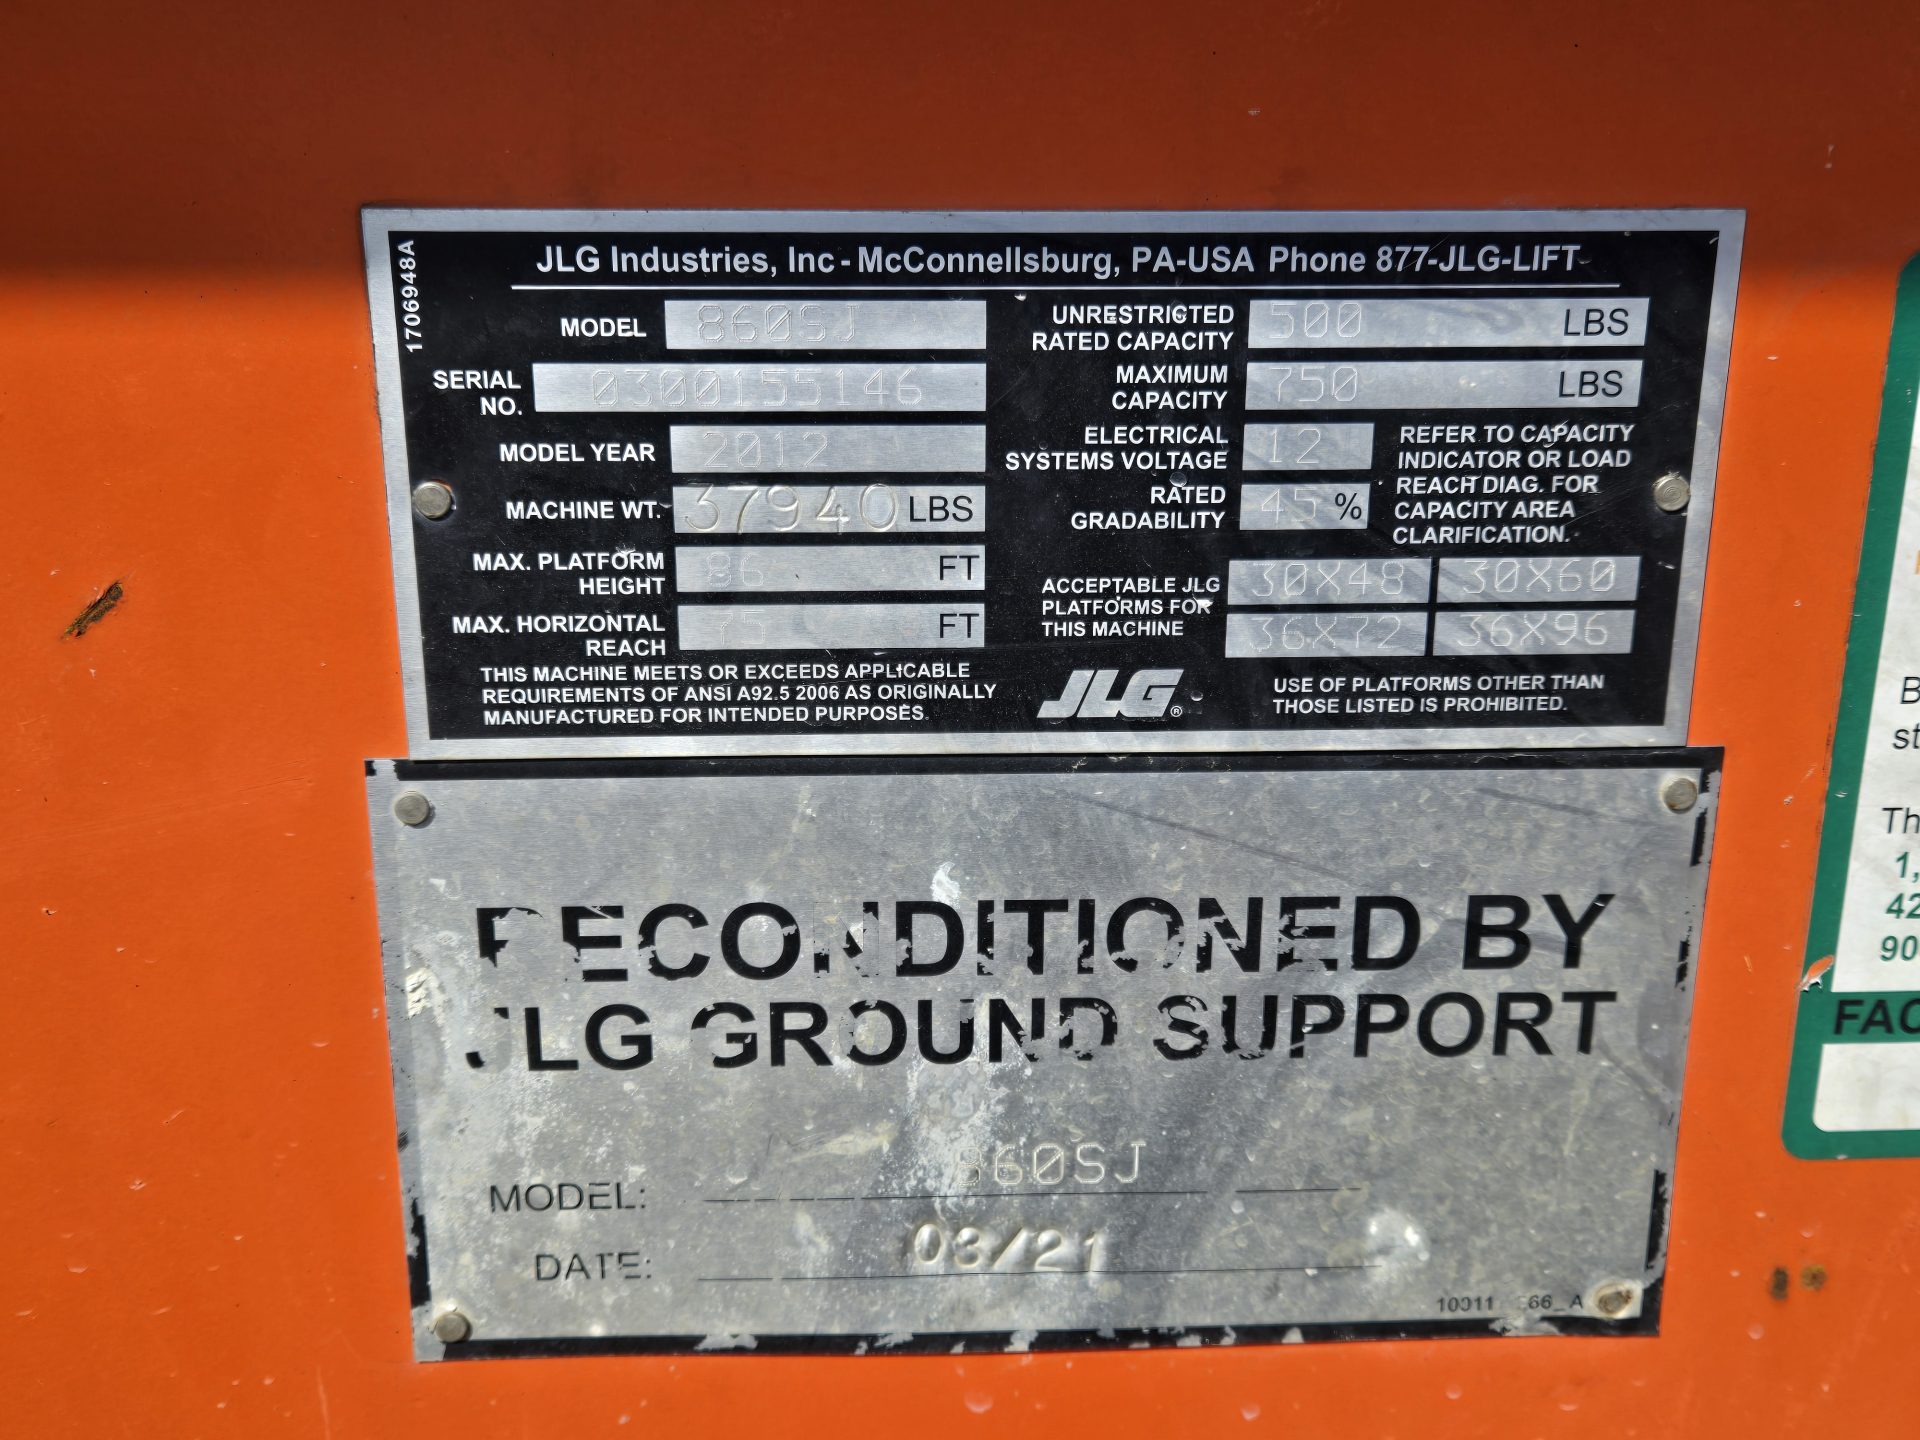 1706948A
JLG Industries, Inc - McConnellsburg, PA-USA Phone 877-JLG-LIFT
MODEL 860SJ
SERIAL NO. 0300155146
MODEL YEAR 2012
MACHINE WT. 37940 LBS
MAX. PLATFORM HEIGHT 86 FT
MAX. HORIZONTAL REACH 75 FT
THIS MACHINE MEETS OR EXCEEDS APPLICABLE
REQUIREMENTS OF ANSI A92.5 2006 AS ORIGINALLY
MANUFACTURED FOR INTENDED PURPOSES.
UNRESTRICTED RATED CAPACITY 500 LBS
MAXIMUM CAPACITY 750 LBS
ELECTRICAL SYSTEMS VOLTAGE 12
RATED GRADABILITY 45 %
REFER TO CAPACITY
INDICATOR OR LOAD
REACH DIAG. FOR
CAPACITY AREA
CLARIFICATION.
ACCEPTABLE JLG
PLATFORMS FOR
THIS MACHINE
30X48 30X60
36X72 36X96
JLG®
USE OF PLATFORMS OTHER THAN
THOSE LISTED IS PROHIBITED.
RECONDITIONED BY
JLG GROUND SUPPORT
MODEL: 860SJ
DATE: 03/21